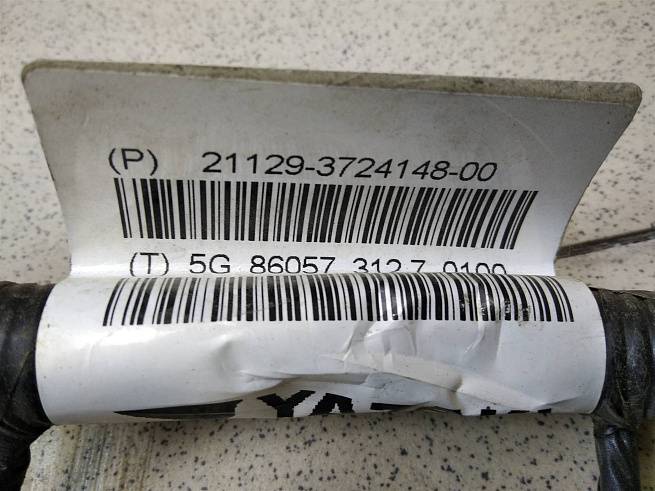 (P) 21129-3724148-00
(T) 5G 86057 312 7 0100